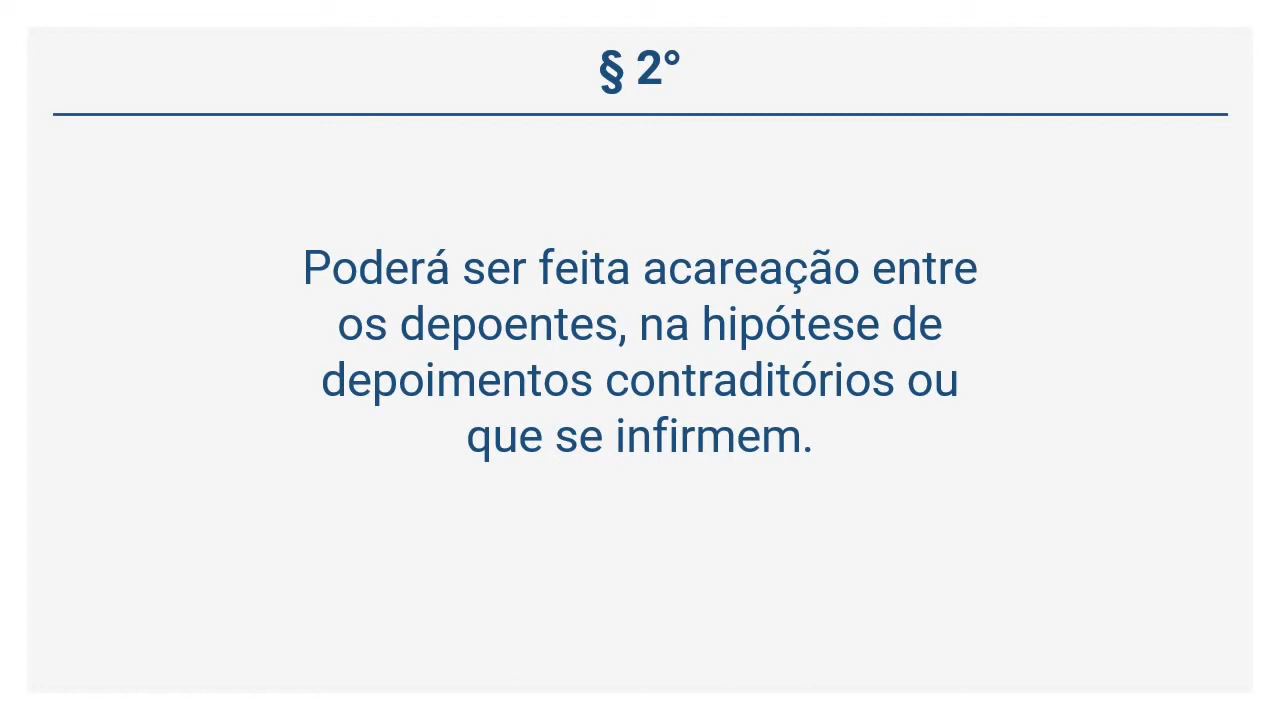 § 2°
Poderá ser feita acareação entre
os depoentes, na hipótese de
depoimentos contraditórios ou
que se infirmem.